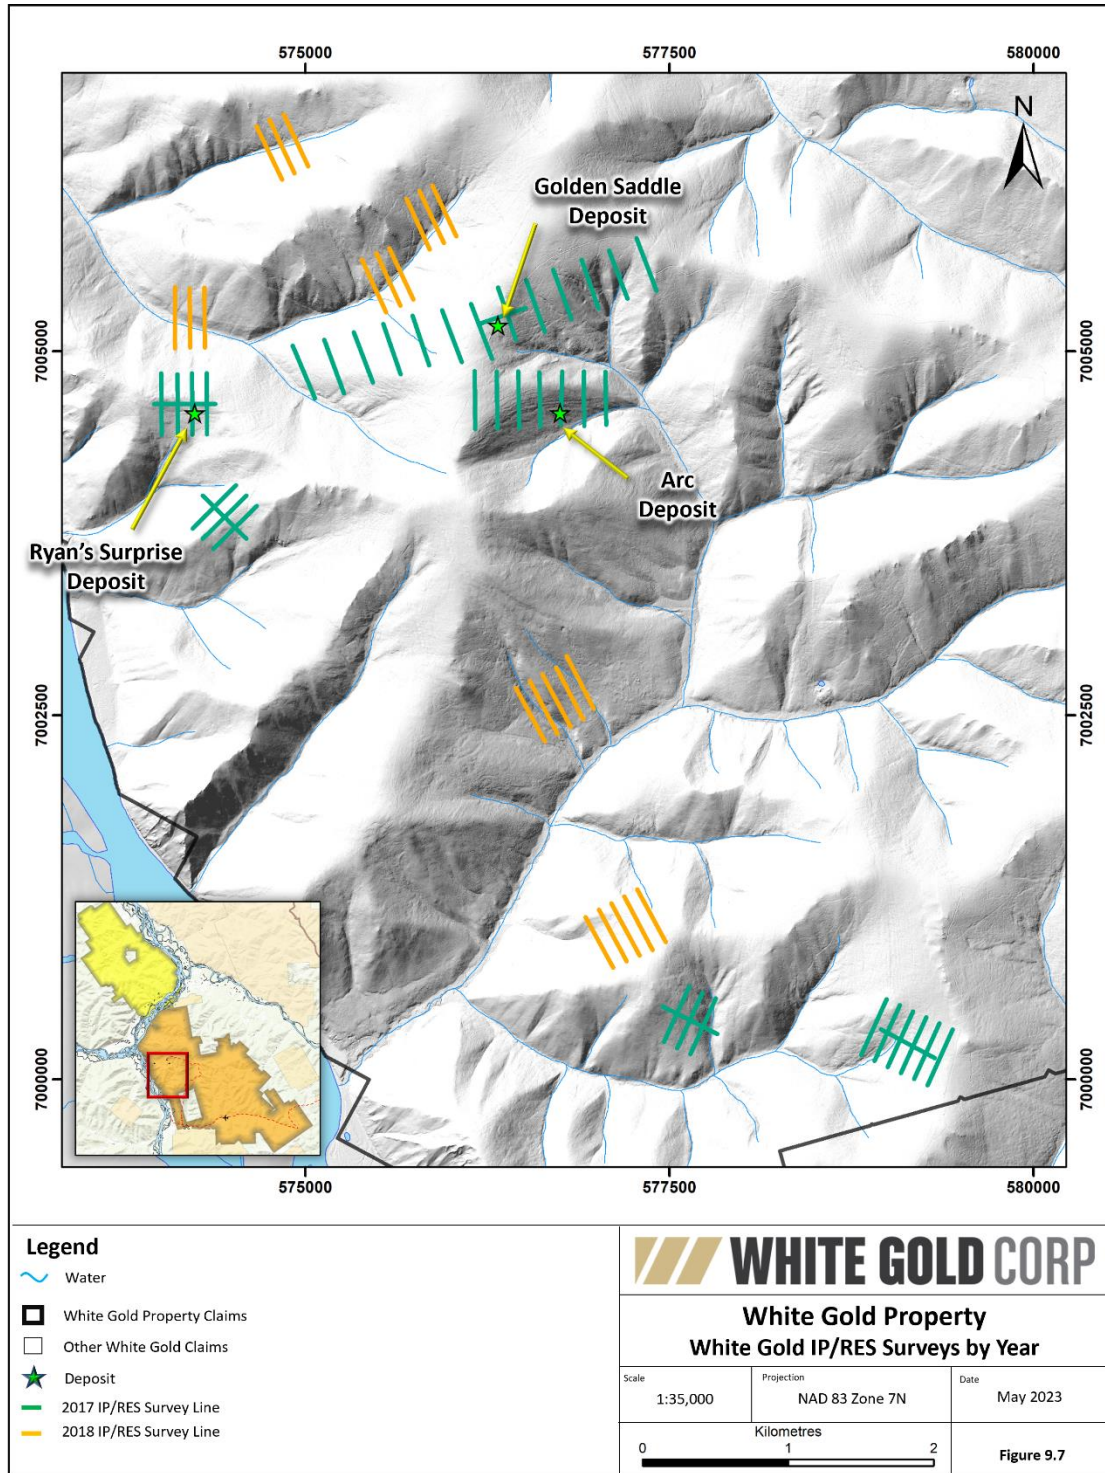 575000
577500
580000
N
Golden Saddle
Deposit
7005000
7005000
Arc
Deposit
Ryan's Surprise
Deposit
7002500
7002500
7000000
7000000
575000
577500
580000
Legend
Water
White Gold Property Claims
Other White Gold Claims
Deposit
2017 IP/RES Survey Line
2018 IP/RES Survey Line
WHITE GOLD CORP
White Gold Property
White Gold IP/RES Surveys by Year
Scale
1:35,000
Projection
NAD 83 Zone 7N
Date
May 2023
Kilometres
0 1 2
Figure 9.7